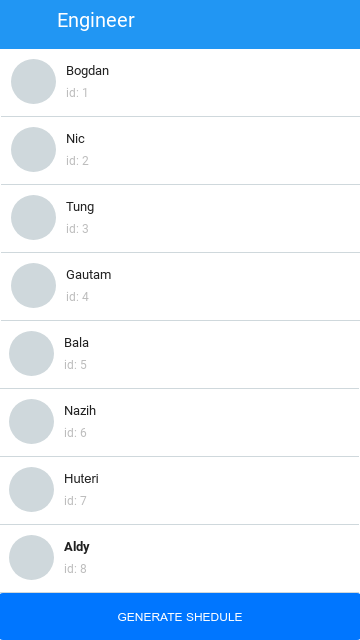 Engineer
Bogdan
id: 1
Nic
id: 2
Tung
id: 3
Gautam
id: 4
Bala
id: 5
Nazih
id: 6
Huteri
id: 7
Aldy
id: 8
GENERATE SHEDULE